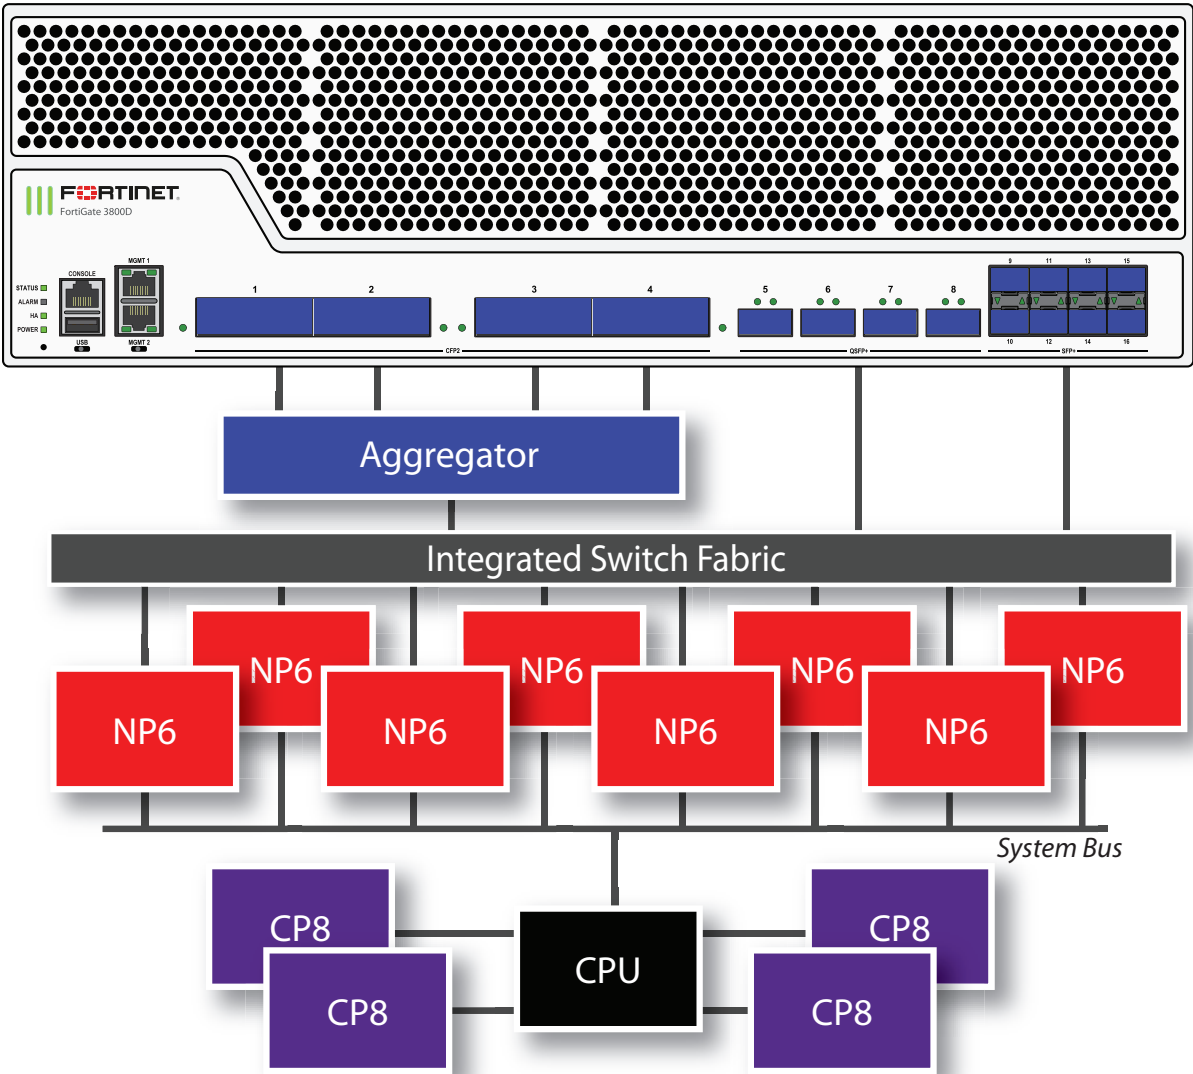 FORTINET
FortiGate 3800D
STATUS
ALARM
HA
POWER
CONSOLE
USB
MGMT 1
MGMT 2
1 2 3 4
CFP2
5 6 7 8
QSFP+
9 11 13 15
10 12 14 16
SFP+
Aggregator
Integrated Switch Fabric
NP6 NP6 NP6 NP6
NP6 NP6 NP6 NP6
System Bus
CP8 CP8
CPU
CP8 CP8